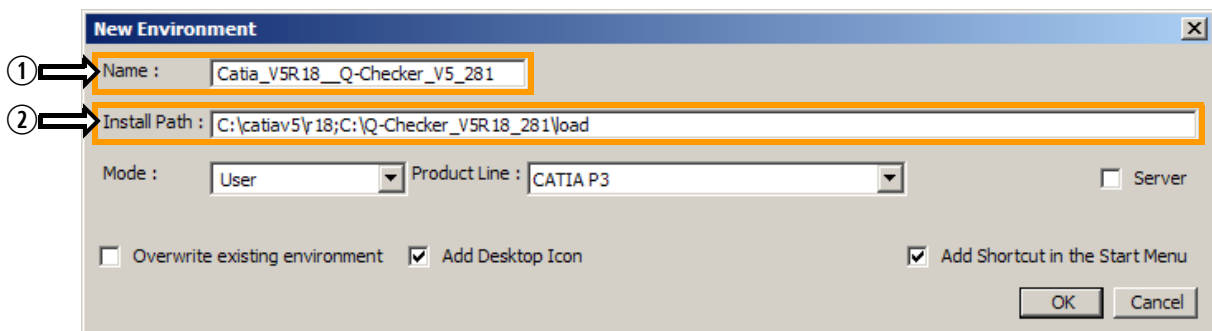 New Environment
① Name : Catia_V5R18__Q-Checker_V5_281
② Install Path : C:\catiav5\r18;C:\Q-Checker_V5R18_281\load
Mode : User Product Line : CATIA P3 Server
Overwrite existing environment Add Desktop Icon Add Shortcut in the Start Menu
OK Cancel